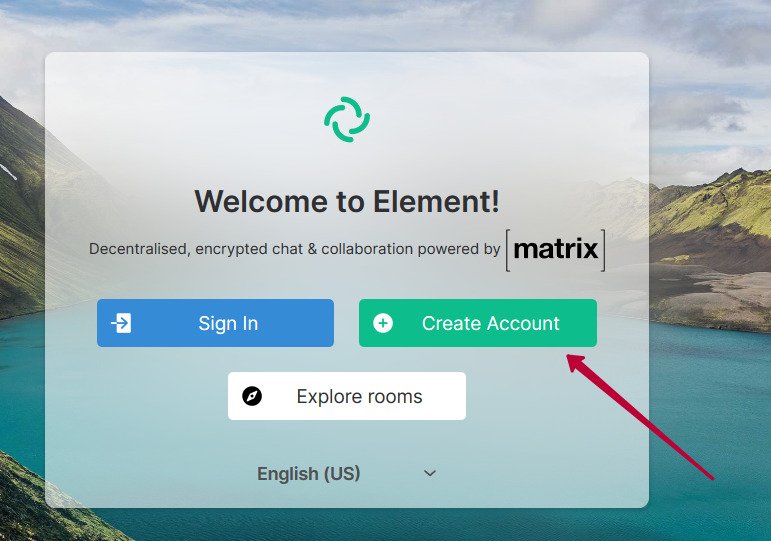 Welcome to Element!
Decentralised, encrypted chat & collaboration powered by [matrix]
Sign In
Create Account
Explore rooms
English (US)